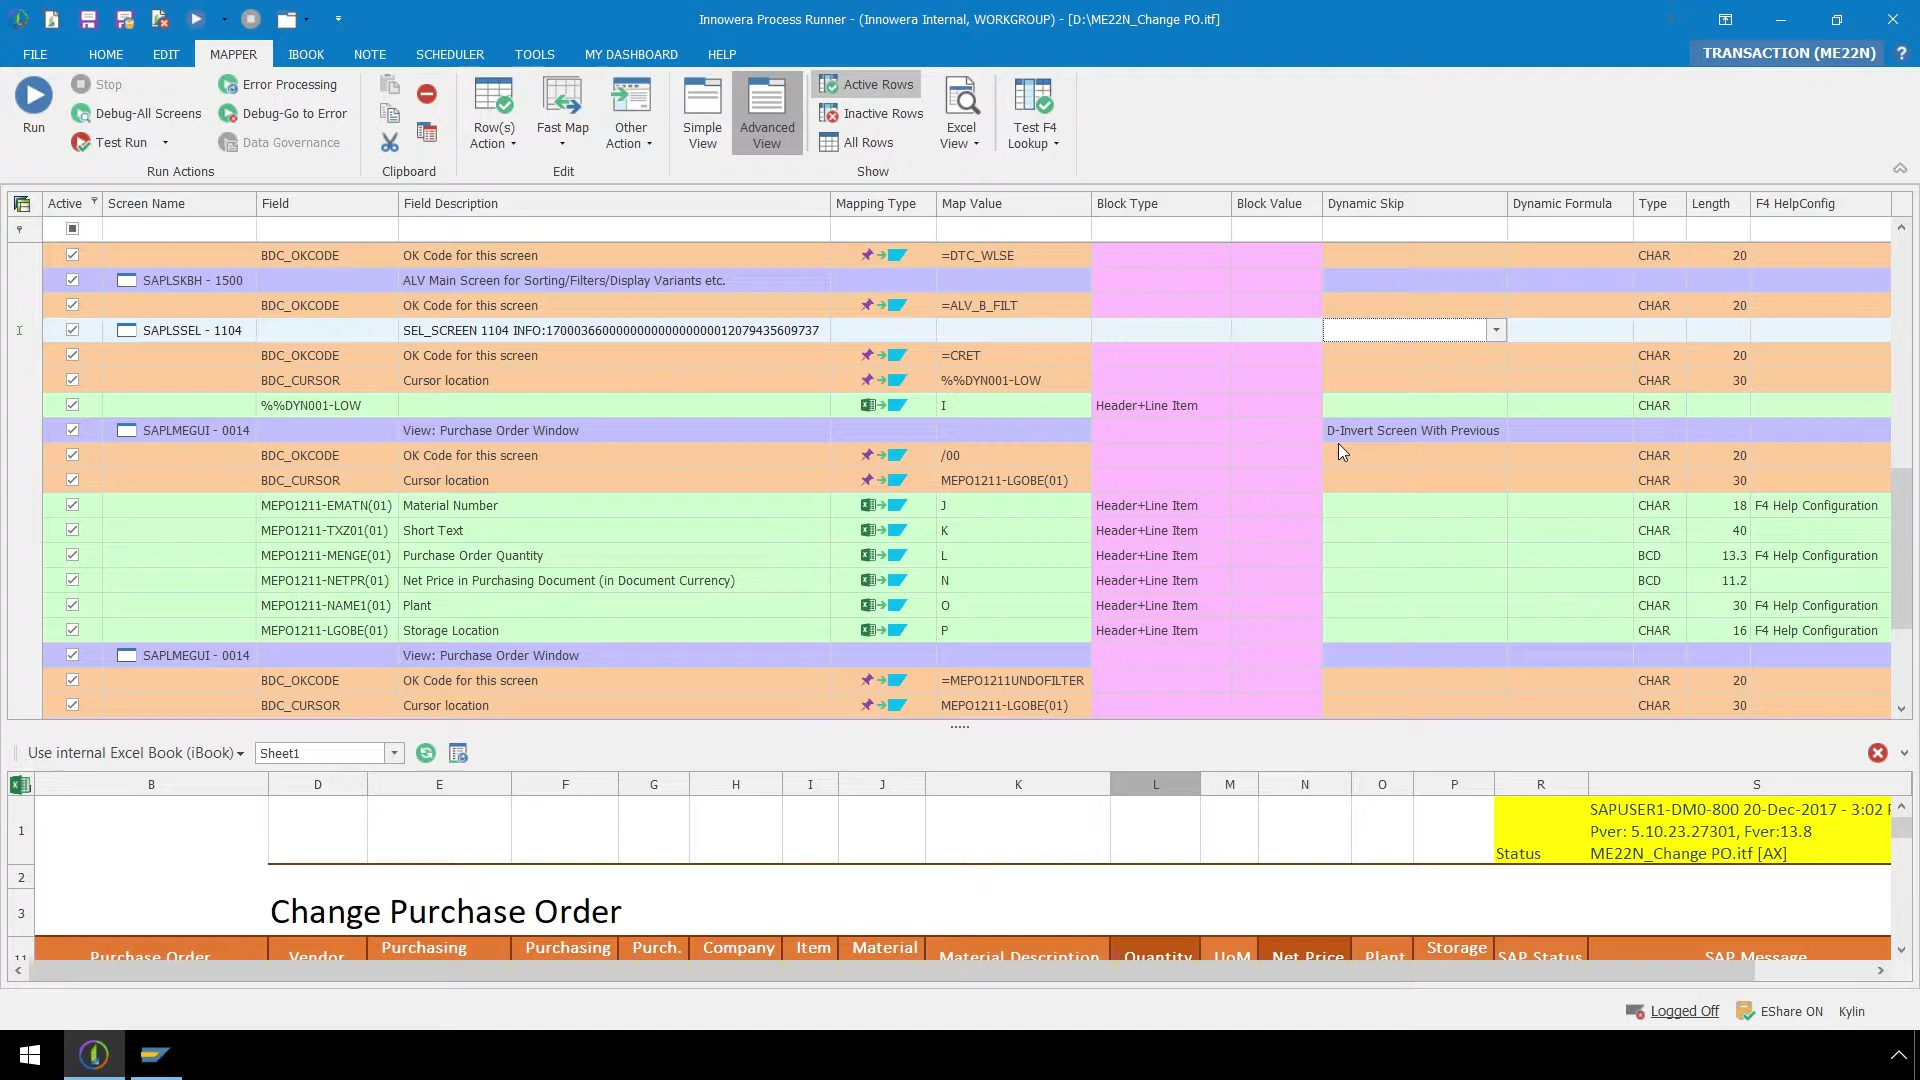 Innowera Process Runner - (Innowera Internal, WORKGROUP) - [D:\ME22N_Change PO.itf]
FILE HOME EDIT MAPPER IBOOK NOTE SCHEDULER TOOLS MY DASHBOARD HELP TRANSACTION (ME22N) ?
Run
Stop
Debug-All Screens
Test Run
Error Processing
Debug-Go to Error
Data Governance
Run Actions
Clipboard
Row(s) Action
Fast Map
Other Action
Edit
Simple View
Advanced View
Active Rows
Inactive Rows
All Rows
Excel View
Show
Test F4 Lookup
Active Screen Name Field Field Description Mapping Type Map Value Block Type Block Value Dynamic Skip Dynamic Formula Type Length F4 HelpConfig
BDC_OKCODE OK Code for this screen =DTC_WLSE CHAR 20
SAPLSKBH - 1500 ALV Main Screen for Sorting/Filters/Display Variants etc.
BDC_OKCODE OK Code for this screen =ALV_B_FILT CHAR 20
SAPLSSEL - 1104
BDC_OKCODE OK Code for this screen =CRET CHAR 20
BDC_CURSOR Cursor location %%DYN001-LOW CHAR 30
%%DYN001-LOW I Header+Line Item CHAR
SAPLMEGUI - 0014 View: Purchase Order Window D-Invert Screen With Previous
BDC_OKCODE OK Code for this screen /00 CHAR 20
BDC_CURSOR Cursor location MEPO1211-LGOBE(01) CHAR 30
MEPO1211-EMATN(01) Material Number J Header+Line Item CHAR 18 F4 Help Configuration
MEPO1211-TXZ01(01) Short Text K Header+Line Item CHAR 40
MEPO1211-MENGE(01) Purchase Order Quantity L Header+Line Item BCD 13.3 F4 Help Configuration
MEPO1211-NETPR(01) Net Price in Purchasing Document (in Document Currency) N Header+Line Item BCD 11.2
MEPO1211-NAME1(01) Plant O Header+Line Item CHAR 30 F4 Help Configuration
MEPO1211-LGOBE(01) Storage Location P Header+Line Item CHAR 16 F4 Help Configuration
SAPLMEGUI - 0014 View: Purchase Order Window
BDC_OKCODE OK Code for this screen =MEPO1211UNDOFILTER CHAR 20
BDC_CURSOR Cursor location MEPO1211-LGOBE(01) CHAR 30
Use internal Excel Book (iBook) Sheet1
B D E F G H I J K L M N O P R S
1
SAPUSER1-DM0-800 20-Dec-2017 - 3:02
Pver: 5.10.23.27301, Fver:13.8
Status ME22N_Change PO.itf [AX]
2
3 Change Purchase Order
11 Purchase Order Vendor Purchasing Purchasing Purch. Company Item Material Material Description Quantity UoM Net Price Plant Storage SAP Status SAP Message
Logged Off EShare ON Kylin